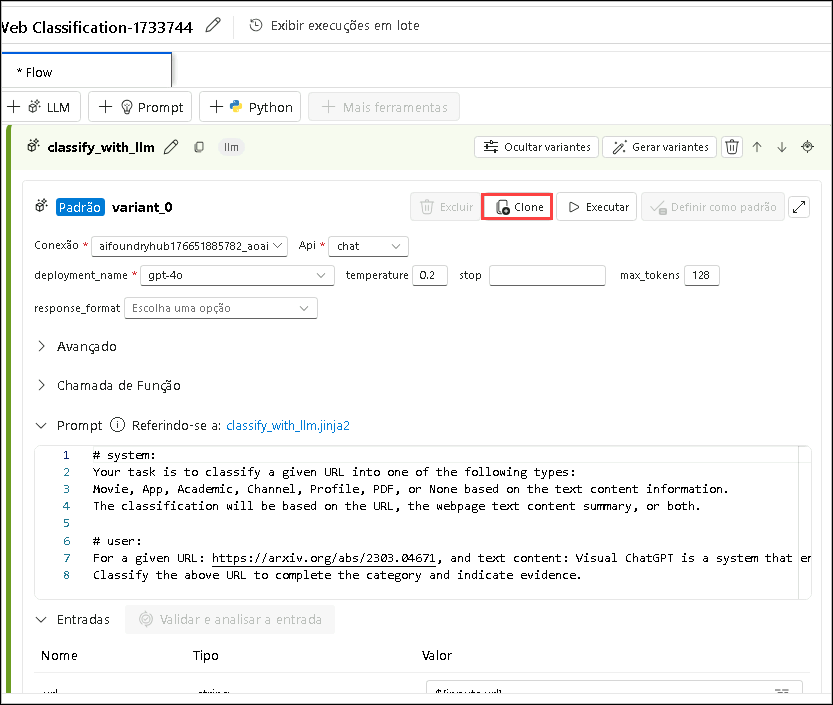 Web Classification-1733744 Exibir execuções em lote
* Flow
LLM Prompt Python Mais ferramentas
classify_with_llm llm Ocultar variantes Gerar variantes
Padrão variant_0 Excluir Clone Executar Definir como padrão
Conexão * aifoundryhub176651885782_aoai Api * chat
deployment_name * gpt-4o temperature 0.2 stop max_tokens 128
response_format Escolha uma opção
Avançado
Chamada de Função
Prompt Referindo-se a: classify_with_llm.jinja2
1 # system:
2 Your task is to classify a given URL into one of the following types:
3 Movie, App, Academic, Channel, Profile, PDF, or None based on the text content information.
4 The classification will be based on the URL, the webpage text content summary, or both.
5
6 # user:
7 For a given URL: https://arxiv.org/abs/2303.04671, and text content: Visual ChatGPT is a system that
8 Classify the above URL to complete the category and indicate evidence.
Entradas Validar e analisar a entrada
Nome Tipo Valor